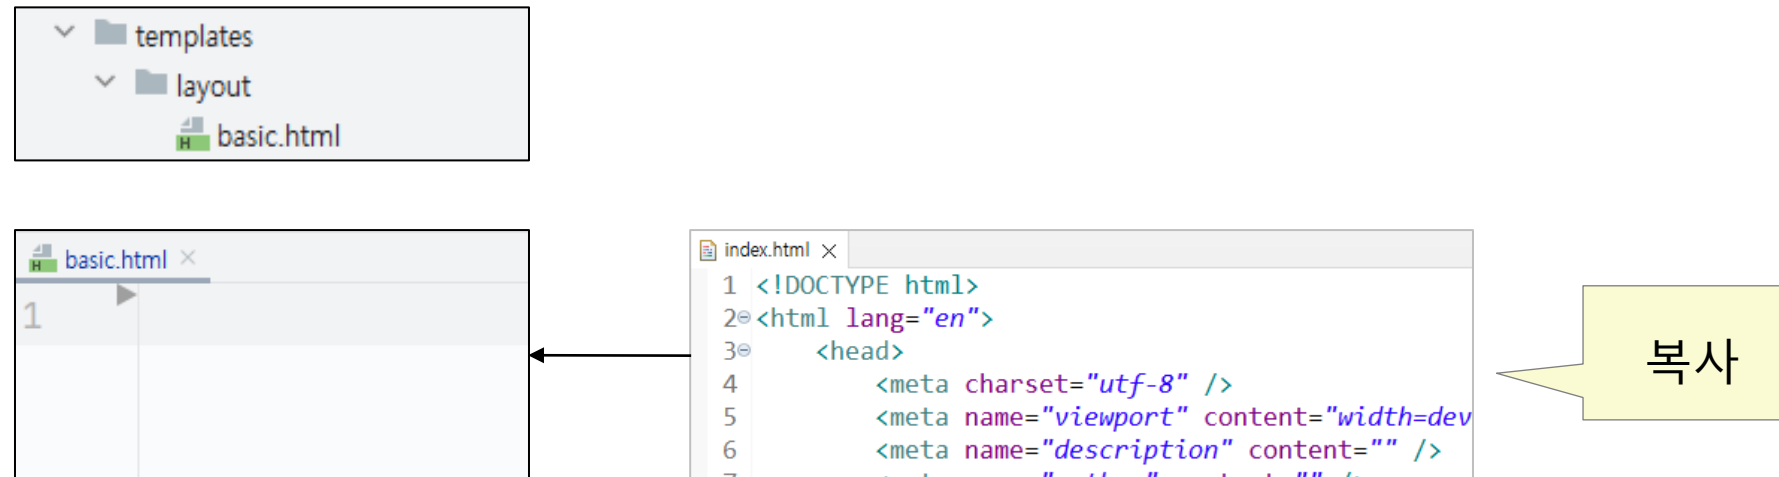 templates
layout
basic.html
basic.html
1
index.html
1 <!DOCTYPE html>
2 <html lang="en">
3 <head>
4 <meta charset="utf-8" />
5 <meta name="viewport" content="width=dev
6 <meta name="description" content="" />
복사